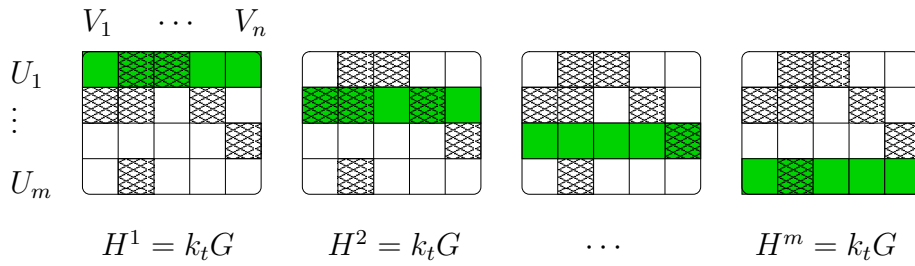 V_1 ⋯ V_n
U_1
⋮
U_m
H^1 = k_tG H^2 = k_tG ⋯ H^m = k_tG